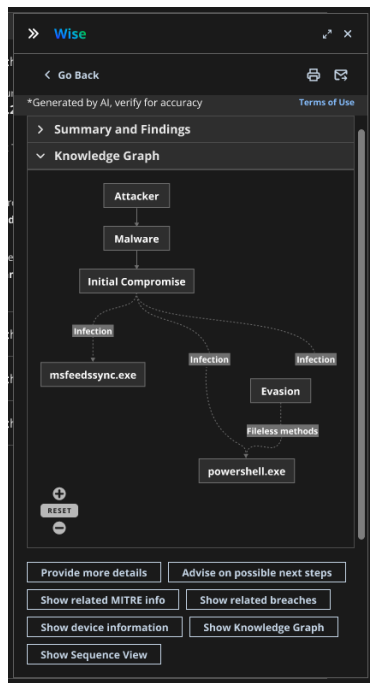 Wise
Go Back
*Generated by AI, verify for accuracy
Terms of Use
Summary and Findings
Knowledge Graph
Attacker
Malware
Initial Compromise
Infection
Infection
Infection
msfeedssync.exe
Evasion
Fileless methods
powershell.exe
RESET
Provide more details
Advise on possible next steps
Show related MITRE info
Show related breaches
Show device information
Show Knowledge Graph
Show Sequence View